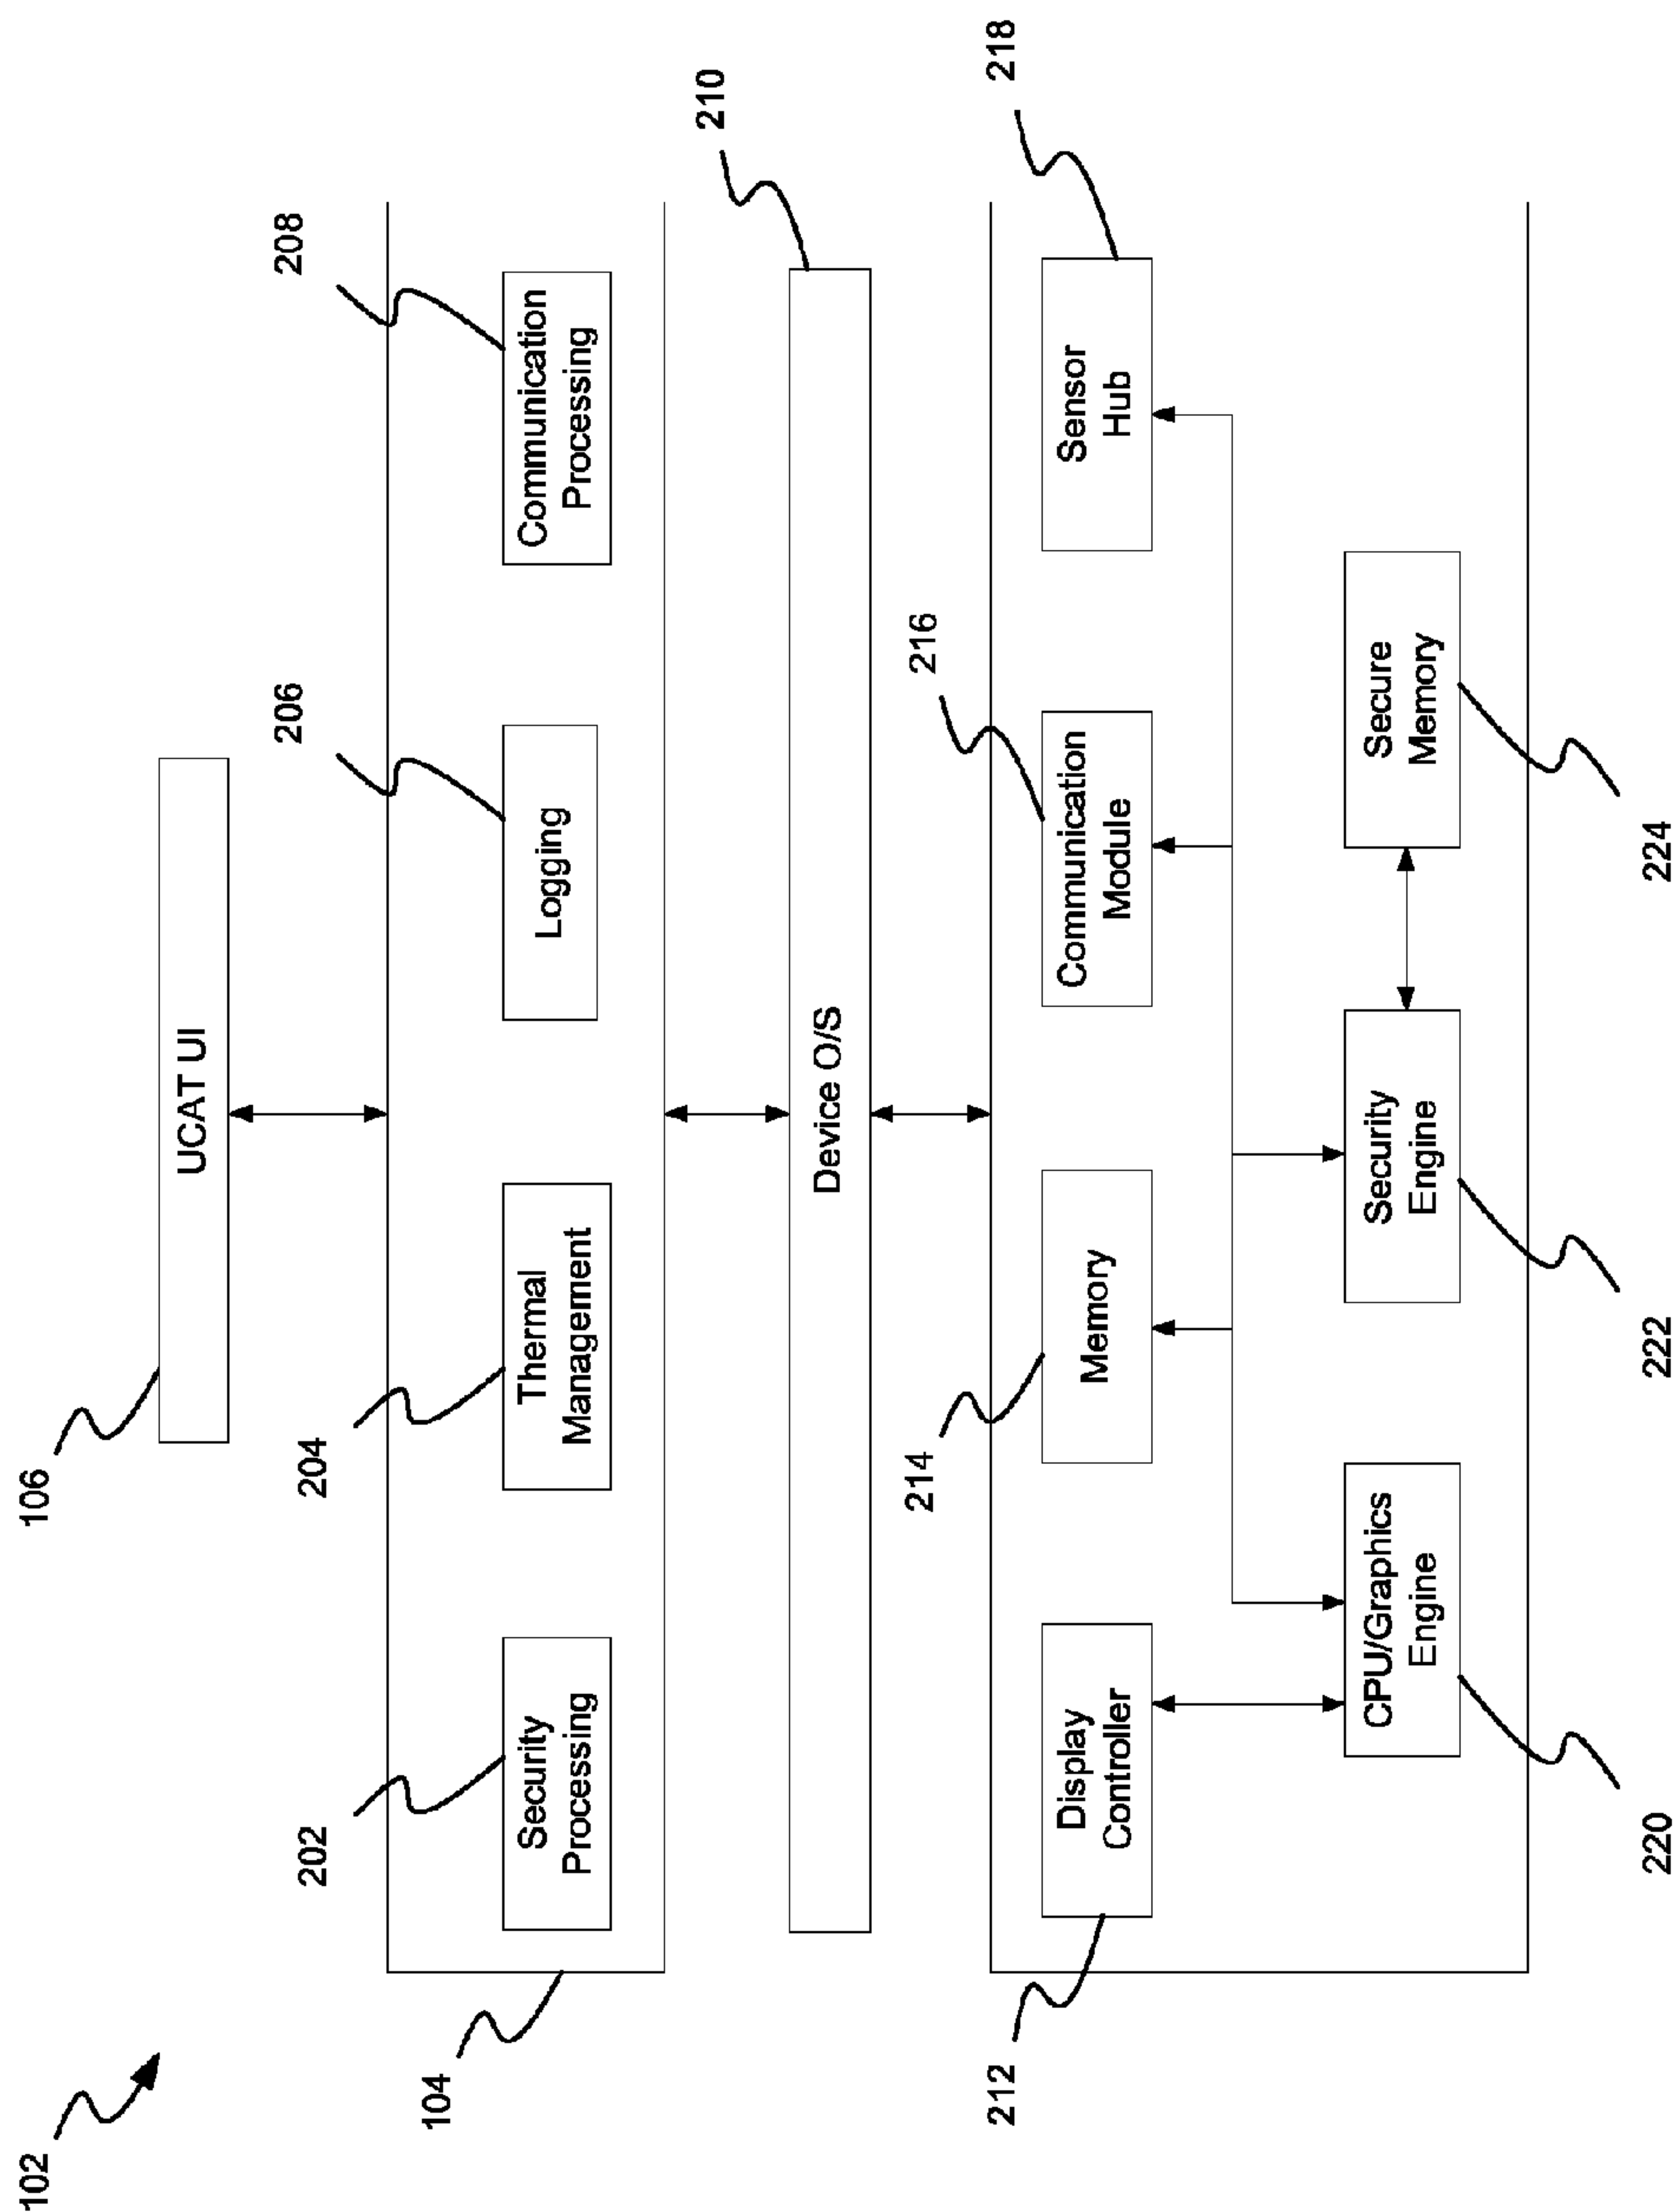 102
106
UCAT UI
104
202
204
206
208
Security
Processing
Thermal
Management
Logging
Communication
Processing
210
Device O/S
212
214
216
218
Display
Controller
Memory
Communication
Module
Sensor
Hub
CPU/Graphics
Engine
Security
Engine
Secure
Memory
220
222
224